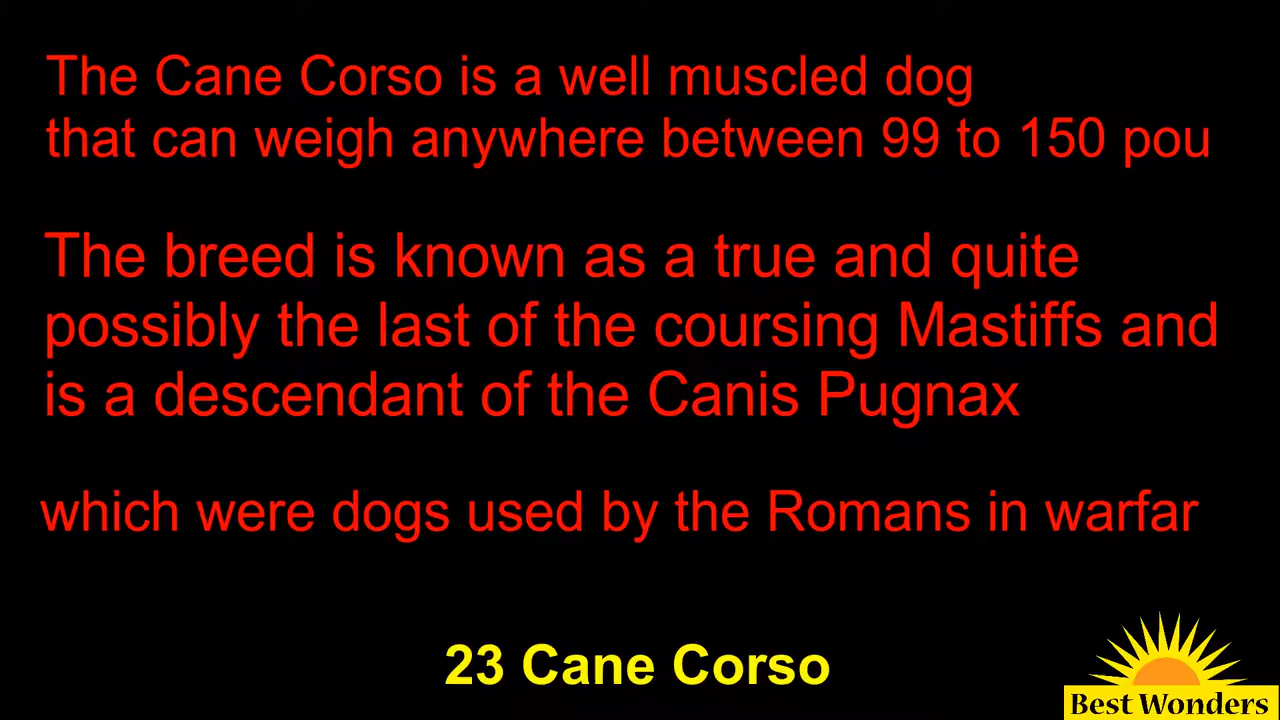 The Cane Corso is a well muscled dog
that can weigh anywhere between 99 to 150 pou
The breed is known as a true and quite
possibly the last of the coursing Mastiffs and
is a descendant of the Canis Pugnax
which were dogs used by the Romans in warfar
23 Cane Corso
Best Wonders